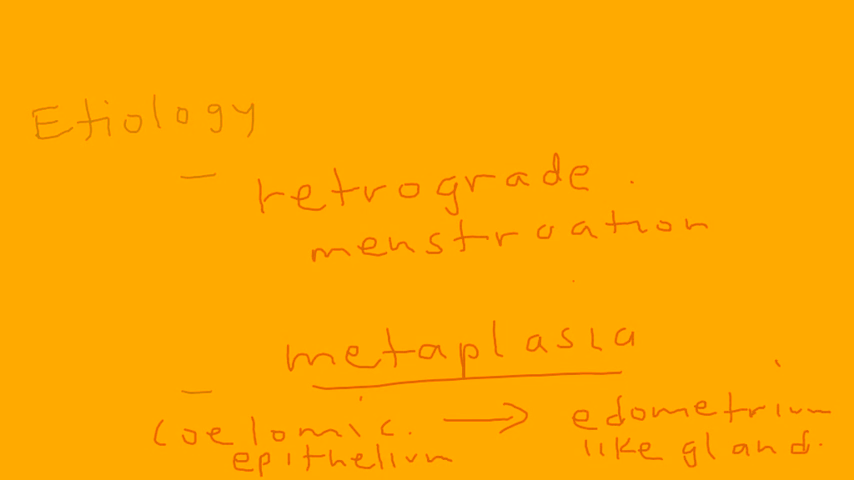 Etiology
- retrograde
menstruation
metaplasia
- coelomic → edometrium
epithelium like gland.